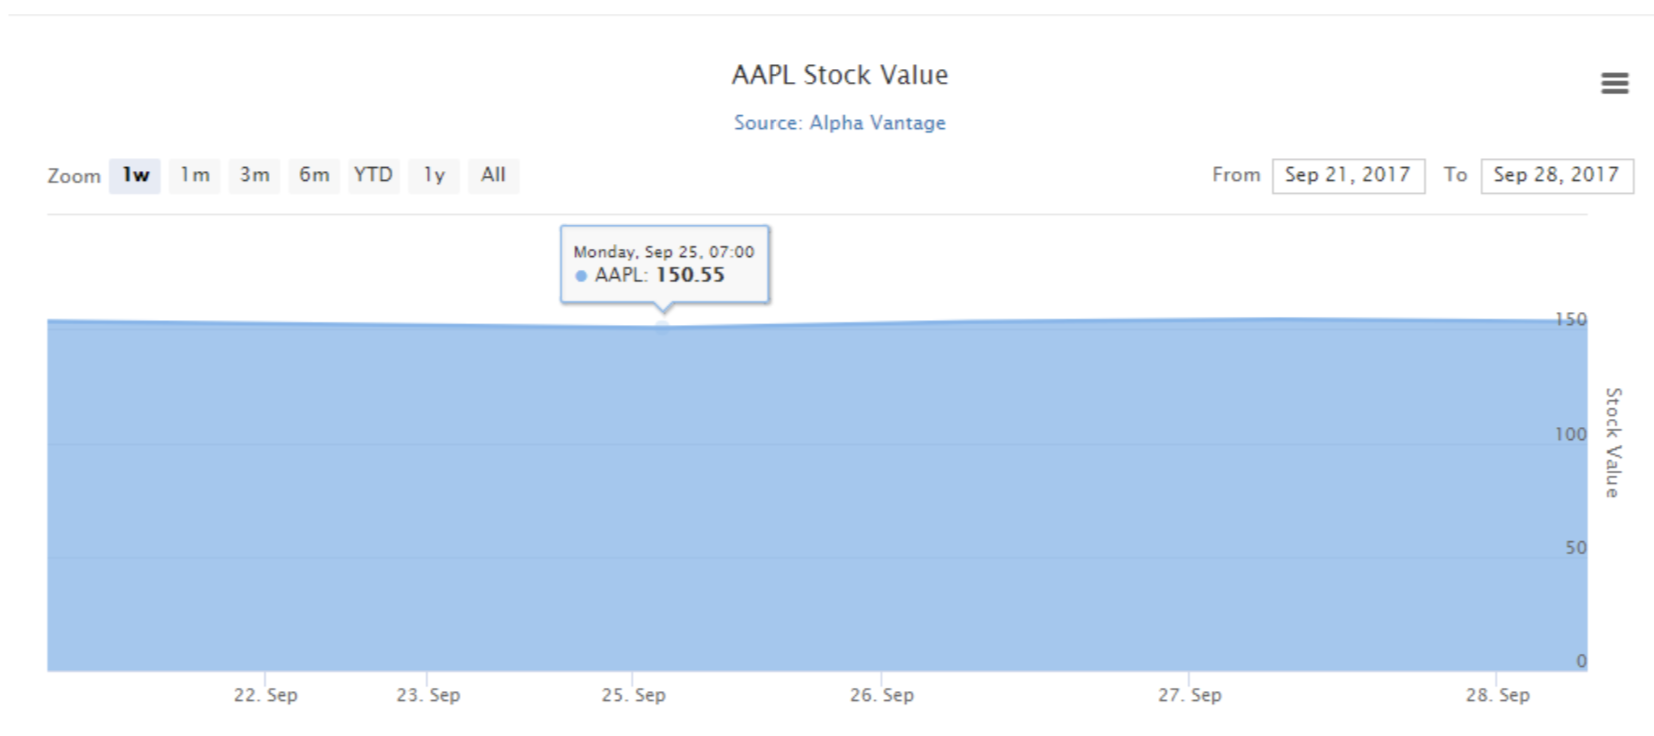 AAPL Stock Value
Source: Alpha Vantage
Zoom 1w 1m 3m 6m YTD 1y All From Sep 21, 2017 To Sep 28, 2017
Monday, Sep 25, 07:00
AAPL: 150.55
150
100
50
0
Stock Value
22. Sep 23. Sep 25. Sep 26. Sep 27. Sep 28. Sep